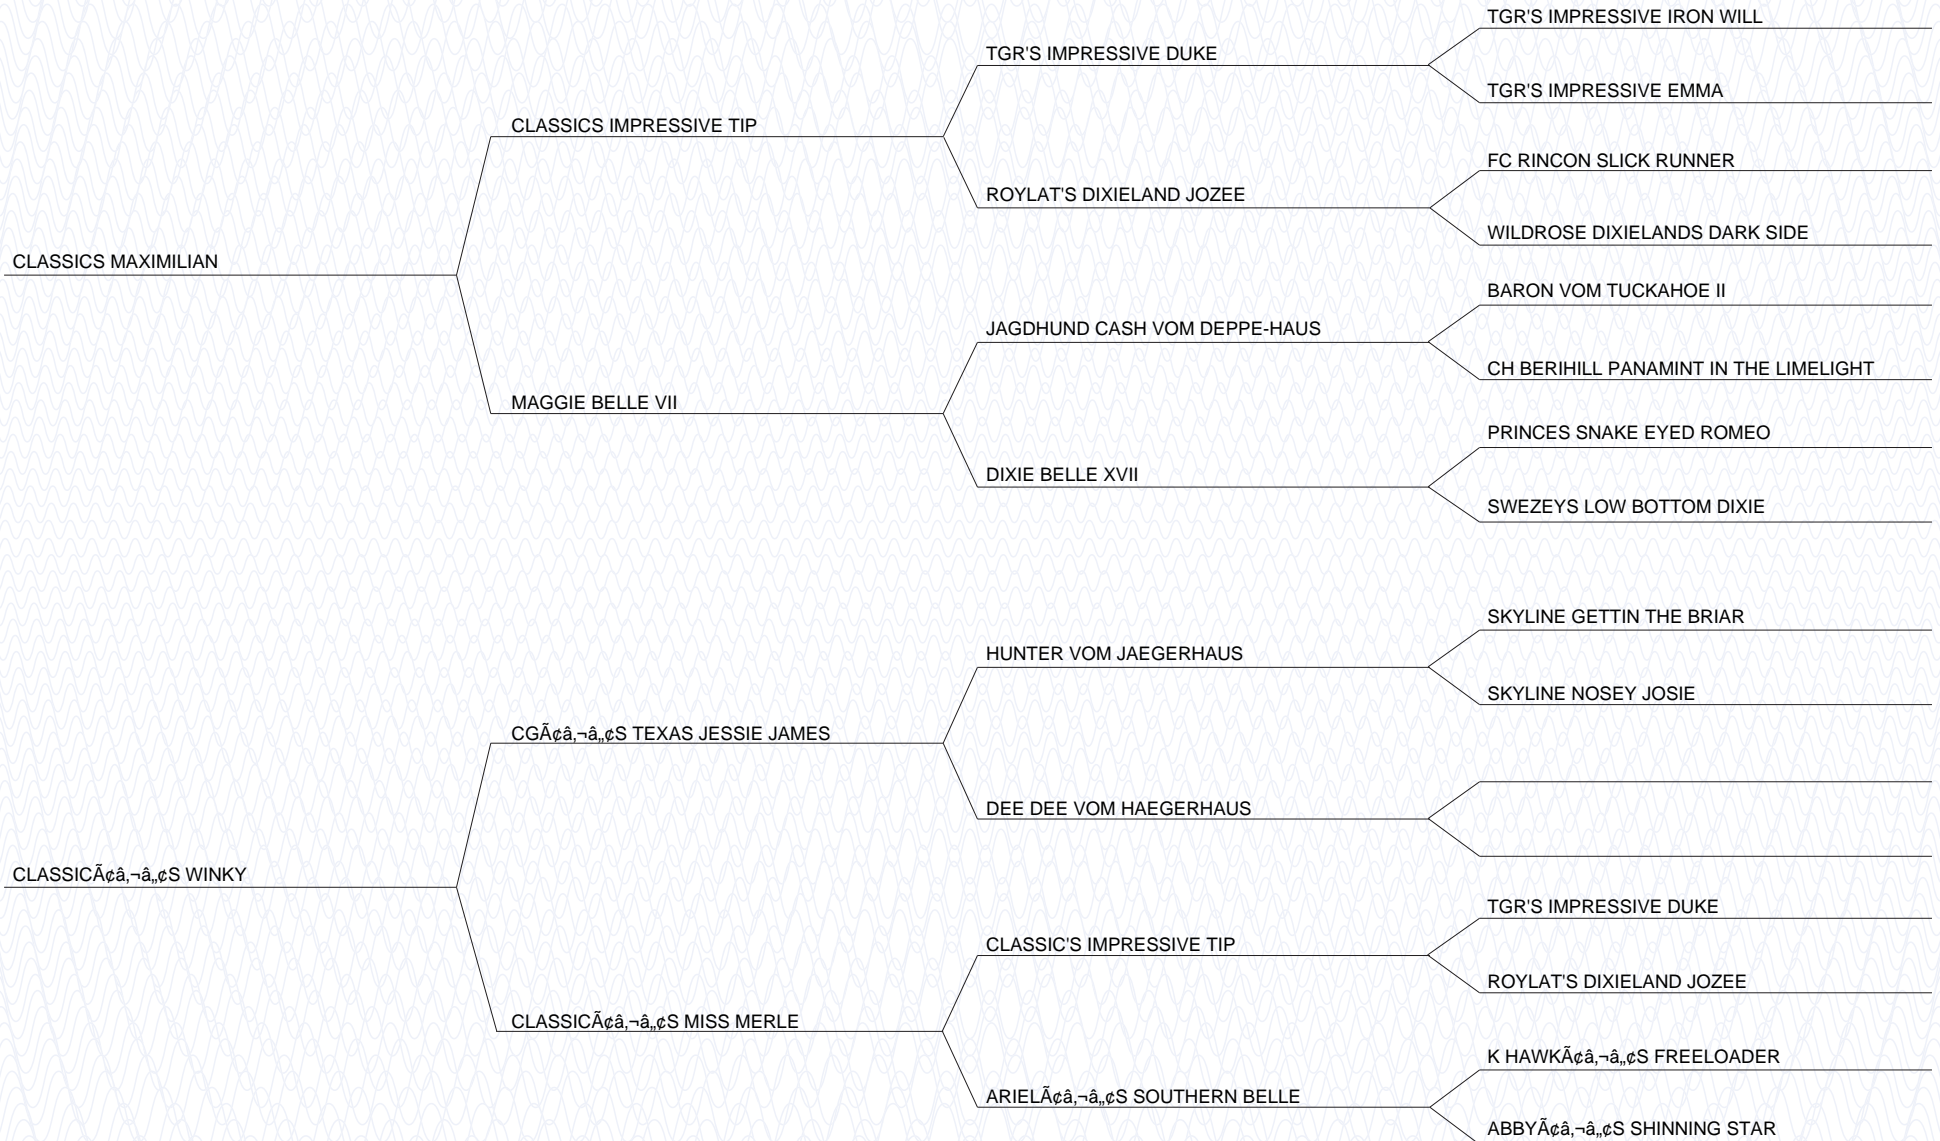 TGR'S IMPRESSIVE IRON WILL
TGR'S IMPRESSIVE DUKE
TGR'S IMPRESSIVE EMMA
CLASSICS IMPRESSIVE TIP
FC RINCON SLICK RUNNER
ROYLAT'S DIXIELAND JOZEE
WILDROSE DIXIELANDS DARK SIDE
CLASSICS MAXIMILIAN
BARON VOM TUCKAHOE II
JAGDHUND CASH VOM DEPPE-HAUS
CH BERIHILL PANAMINT IN THE LIMELIGHT
MAGGIE BELLE VII
PRINCES SNAKE EYED ROMEO
DIXIE BELLE XVII
SWEZEYS LOW BOTTOM DIXIE
SKYLINE GETTIN THE BRIAR
HUNTER VOM JAEGERHAUS
SKYLINE NOSEY JOSIE
CGÃ¢â‚¬â„¢S TEXAS JESSIE JAMES
DEE DEE VOM HAEGERHAUS
CLASSICÃ¢â‚¬â„¢S WINKY
TGR'S IMPRESSIVE DUKE
CLASSIC'S IMPRESSIVE TIP
ROYLAT'S DIXIELAND JOZEE
CLASSICÃ¢â‚¬â„¢S MISS MERLE
K HAWKÃ¢â‚¬â„¢S FREELOADER
ARIELÃ¢â‚¬â„¢S SOUTHERN BELLE
ABBYÃ¢â‚¬â„¢S SHINNING STAR